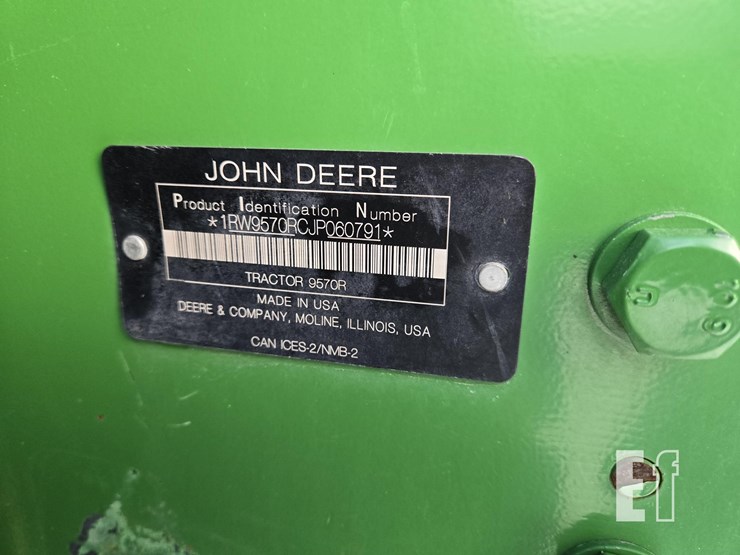 JOHN DEERE
Product Identification Number
*1RW9570RCJP060791*
TRACTOR 9570R
MADE IN USA
DEERE & COMPANY, MOLINE, ILLINOIS, USA
CAN ICES-2/NMB-2
Ef